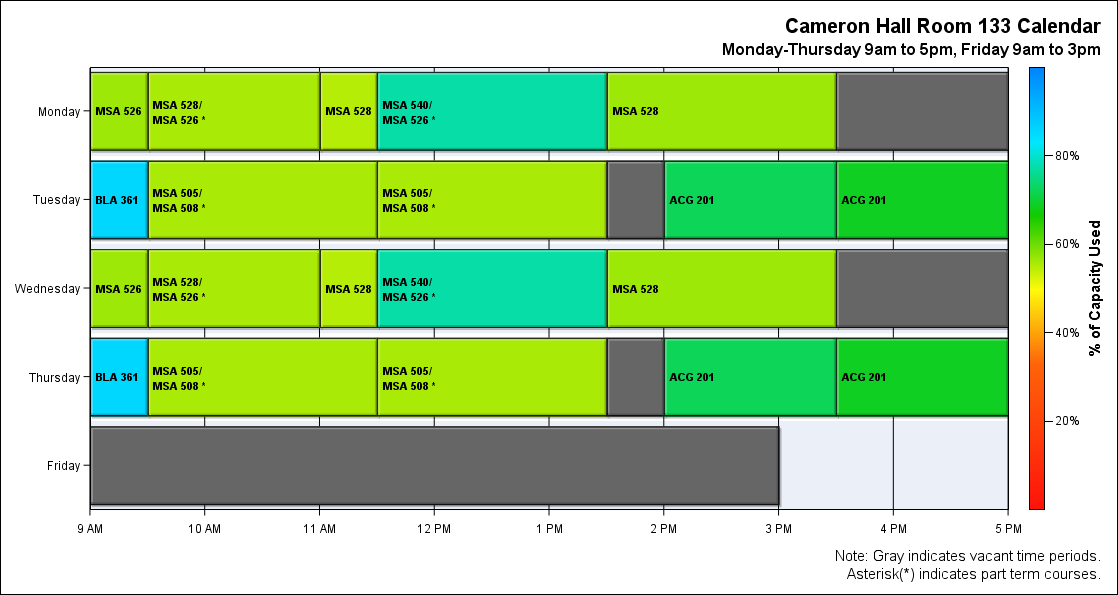 Cameron Hall Room 133 Calendar
Monday-Thursday 9am to 5pm, Friday 9am to 3pm
Monday
MSA 526
MSA 528/
MSA 526 *
MSA 528
MSA 540/
MSA 526 *
MSA 528
Tuesday
BLA 361
MSA 505/
MSA 508 *
MSA 505/
MSA 508 *
ACG 201
ACG 201
Wednesday
MSA 526
MSA 528/
MSA 526 *
MSA 528
MSA 540/
MSA 526 *
MSA 528
Thursday
BLA 361
MSA 505/
MSA 508 *
MSA 505/
MSA 508 *
ACG 201
ACG 201
Friday
9 AM
10 AM
11 AM
12 PM
1 PM
2 PM
3 PM
4 PM
5 PM
80%
60%
40%
20%
% of Capacity Used
Note: Gray indicates vacant time periods.
Asterisk(*) indicates part term courses.